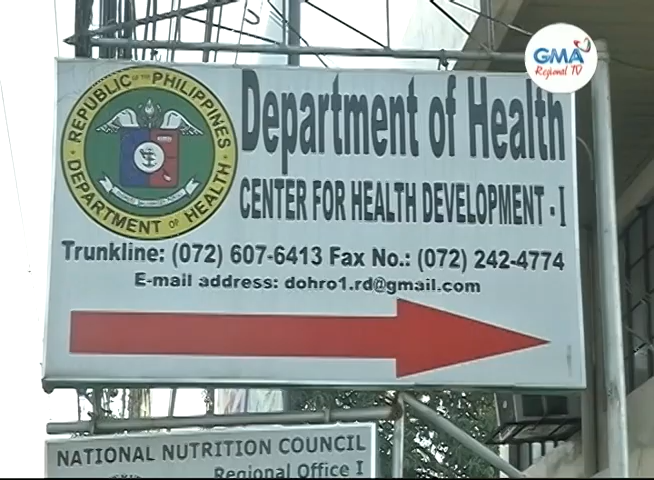 GMA
Regional TV
REPUBLIC OF THE PHILIPPINES
DEPARTMENT OF HEALTH
Department of Health
CENTER FOR HEALTH DEVELOPMENT - I
Trunkline: (072) 607-6413 Fax No.: (072) 242-4774
E-mail address: dohro1.rd@gmail.com
NATIONAL NUTRITION COUNCIL
Regional Office I